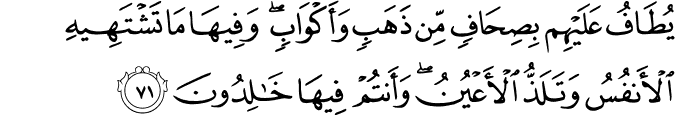 يُطَافُ عَلَيْهِم بِصِحَافٍ مِّن ذَهَبٍ وَأَكْوَابٍ ۖ وَفِيهَا مَا تَشْتَهِيهِ
ٱلْأَنفُسُ وَتَلَذُّ ٱلْأَعْيُنُ ۖ وَأَنتُمْ فِيهَا خَٰلِدُونَ ٧١